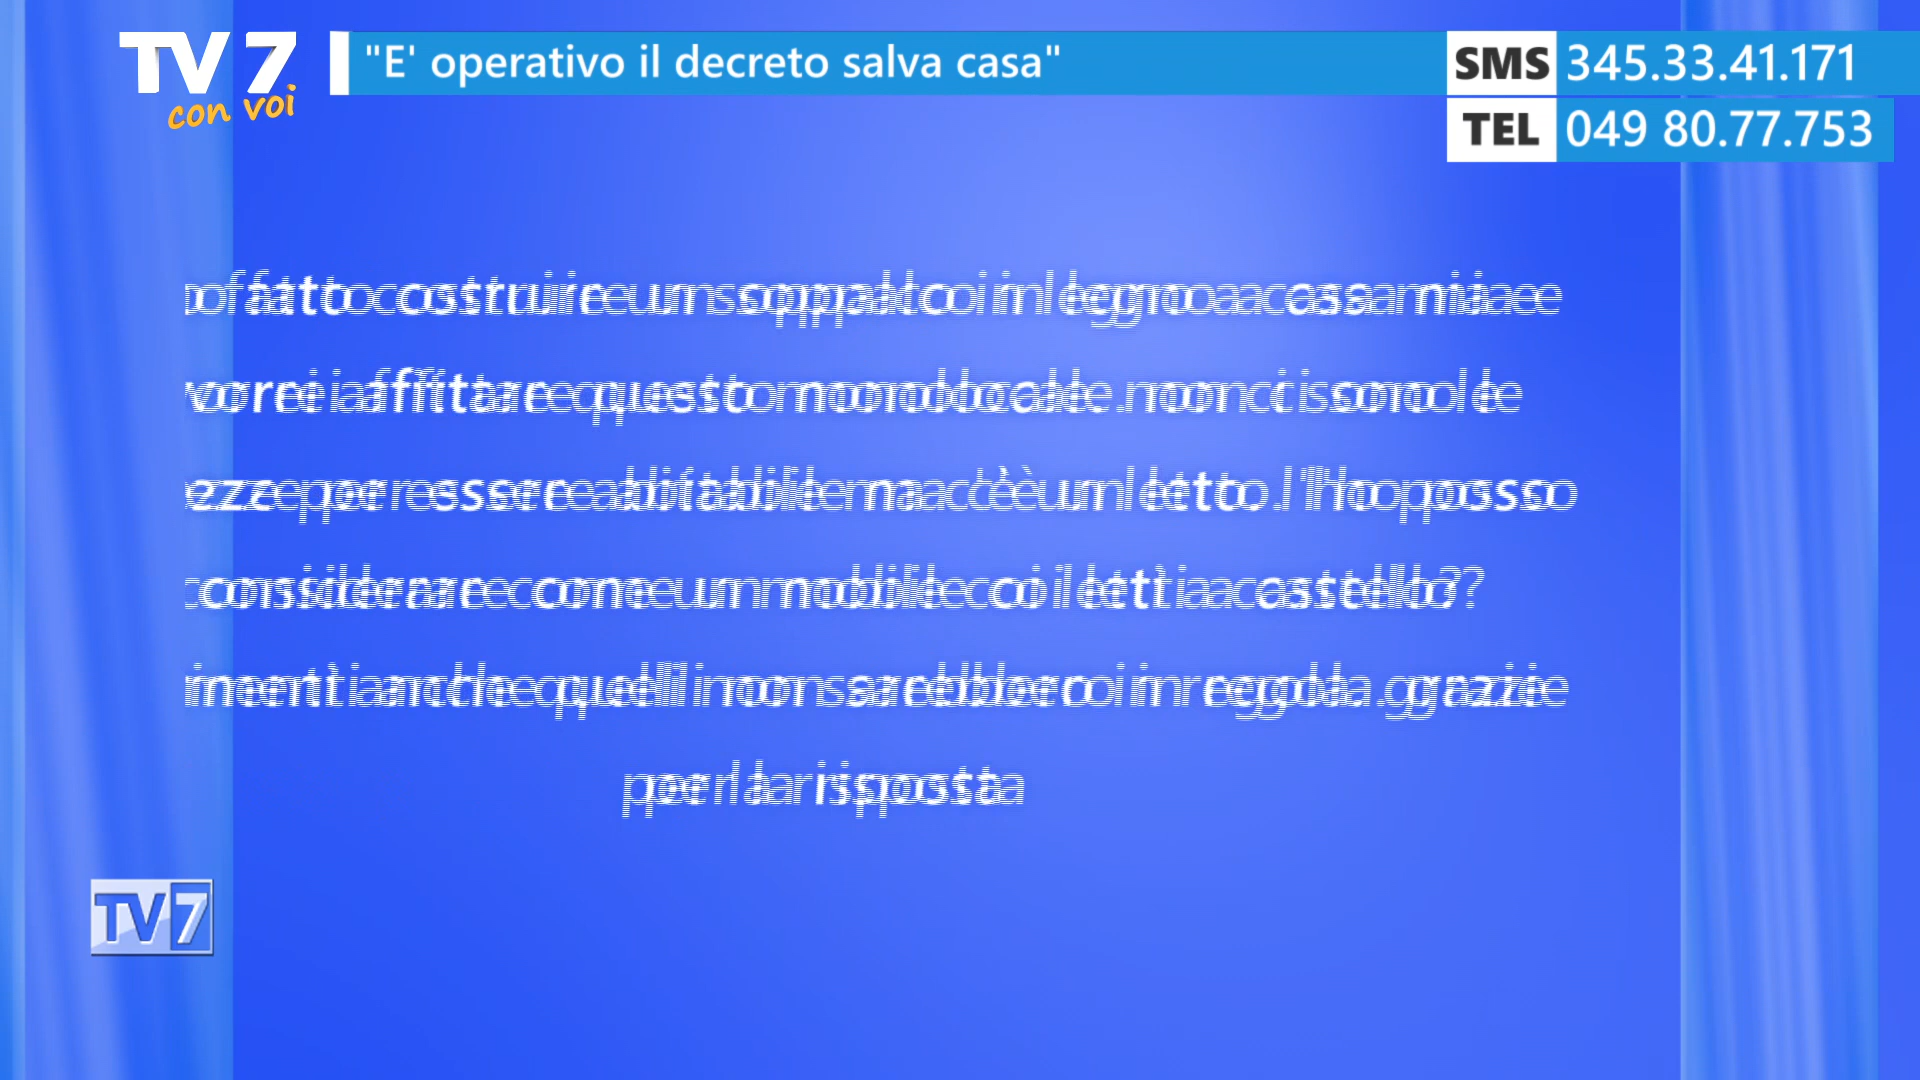 TV 7
con voi
"E' operativo il decreto salva casa"
SMS 345.33.41.171
TEL 049 80.77.753
fatto costruire un soppalco in legno a casa mia e
vorrei affittare questo monolocale. non ci sono le
per essere abitabile ma c'è un letto. l'ho posso
considerare come un mobile o i letti a castello?
anche quelli non sarebbero in regola. grazie
per la risposta
TV7